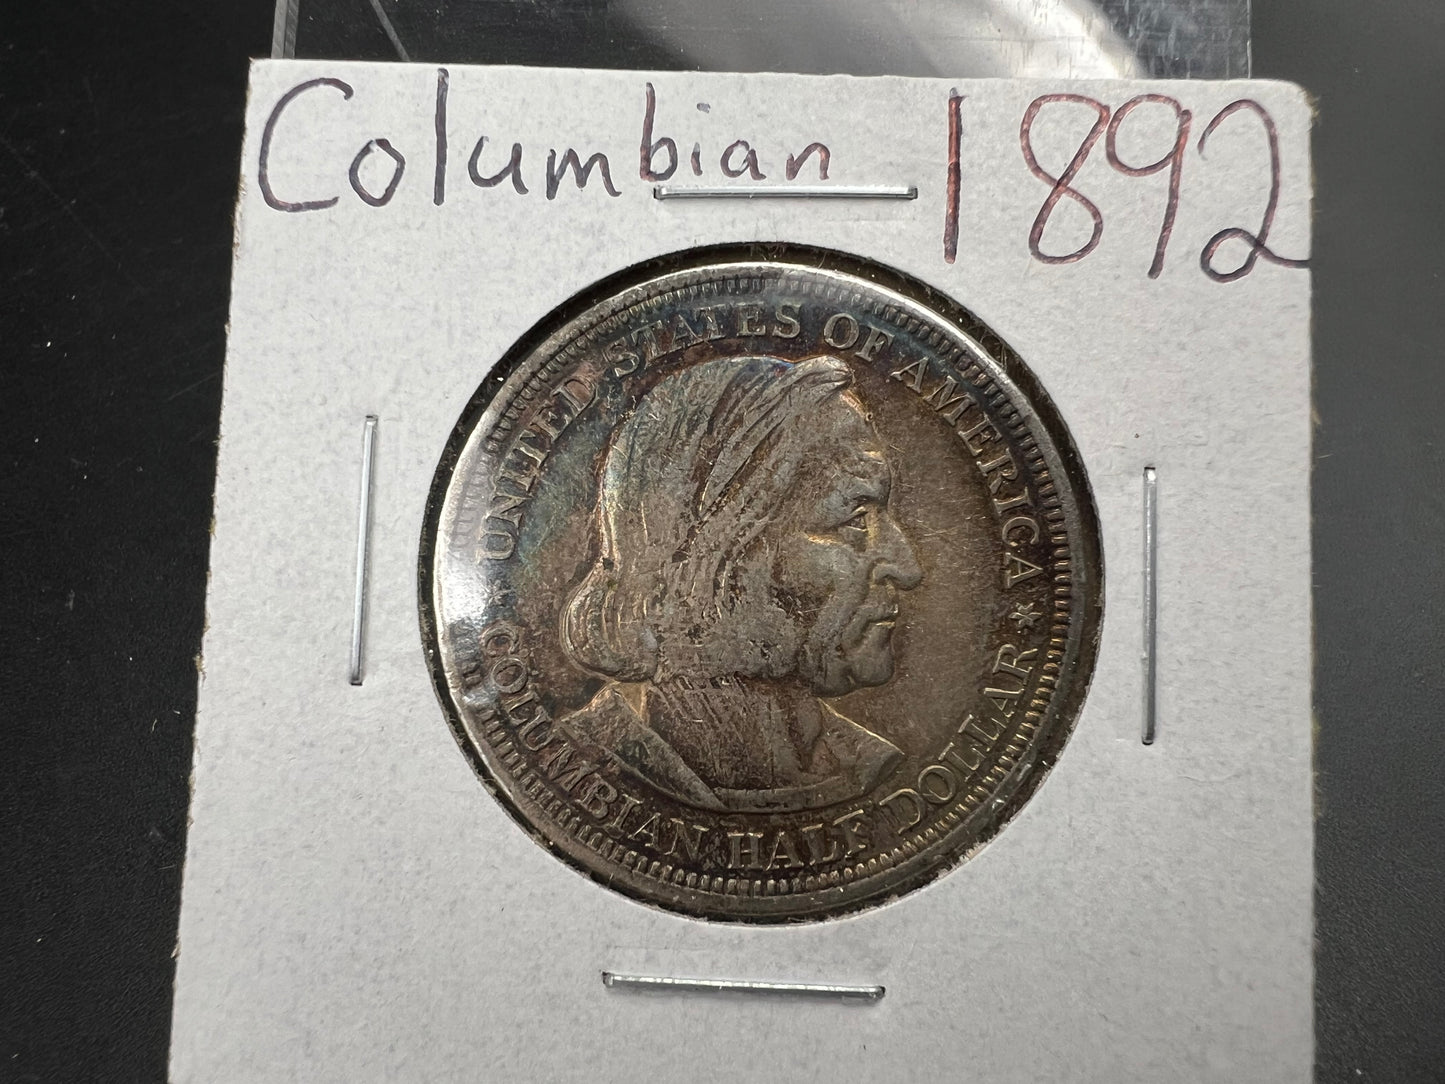 Columbian 1892
UNITED STATES OF AMERICA *
COLUMBIAN HALF DOLLAR *